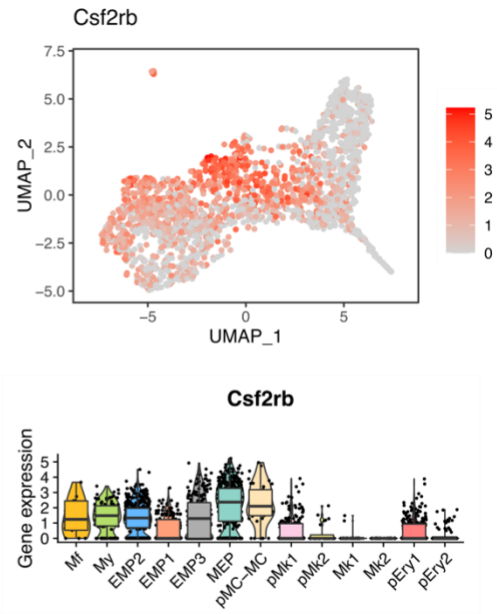 Csf2rb
7.5
5.0
2.5
0.0
−2.5
−5.0
UMAP_2
−5 0 5
UMAP_1
5
4
3
2
1
0
Csf2rb
Gene expression
5
4
3
2
1
0
Mf My EMP2 EMP1 EMP3 MEP pMC−MC pMk1 pMk2 Mk1 Mk2 pEry1 pEry2